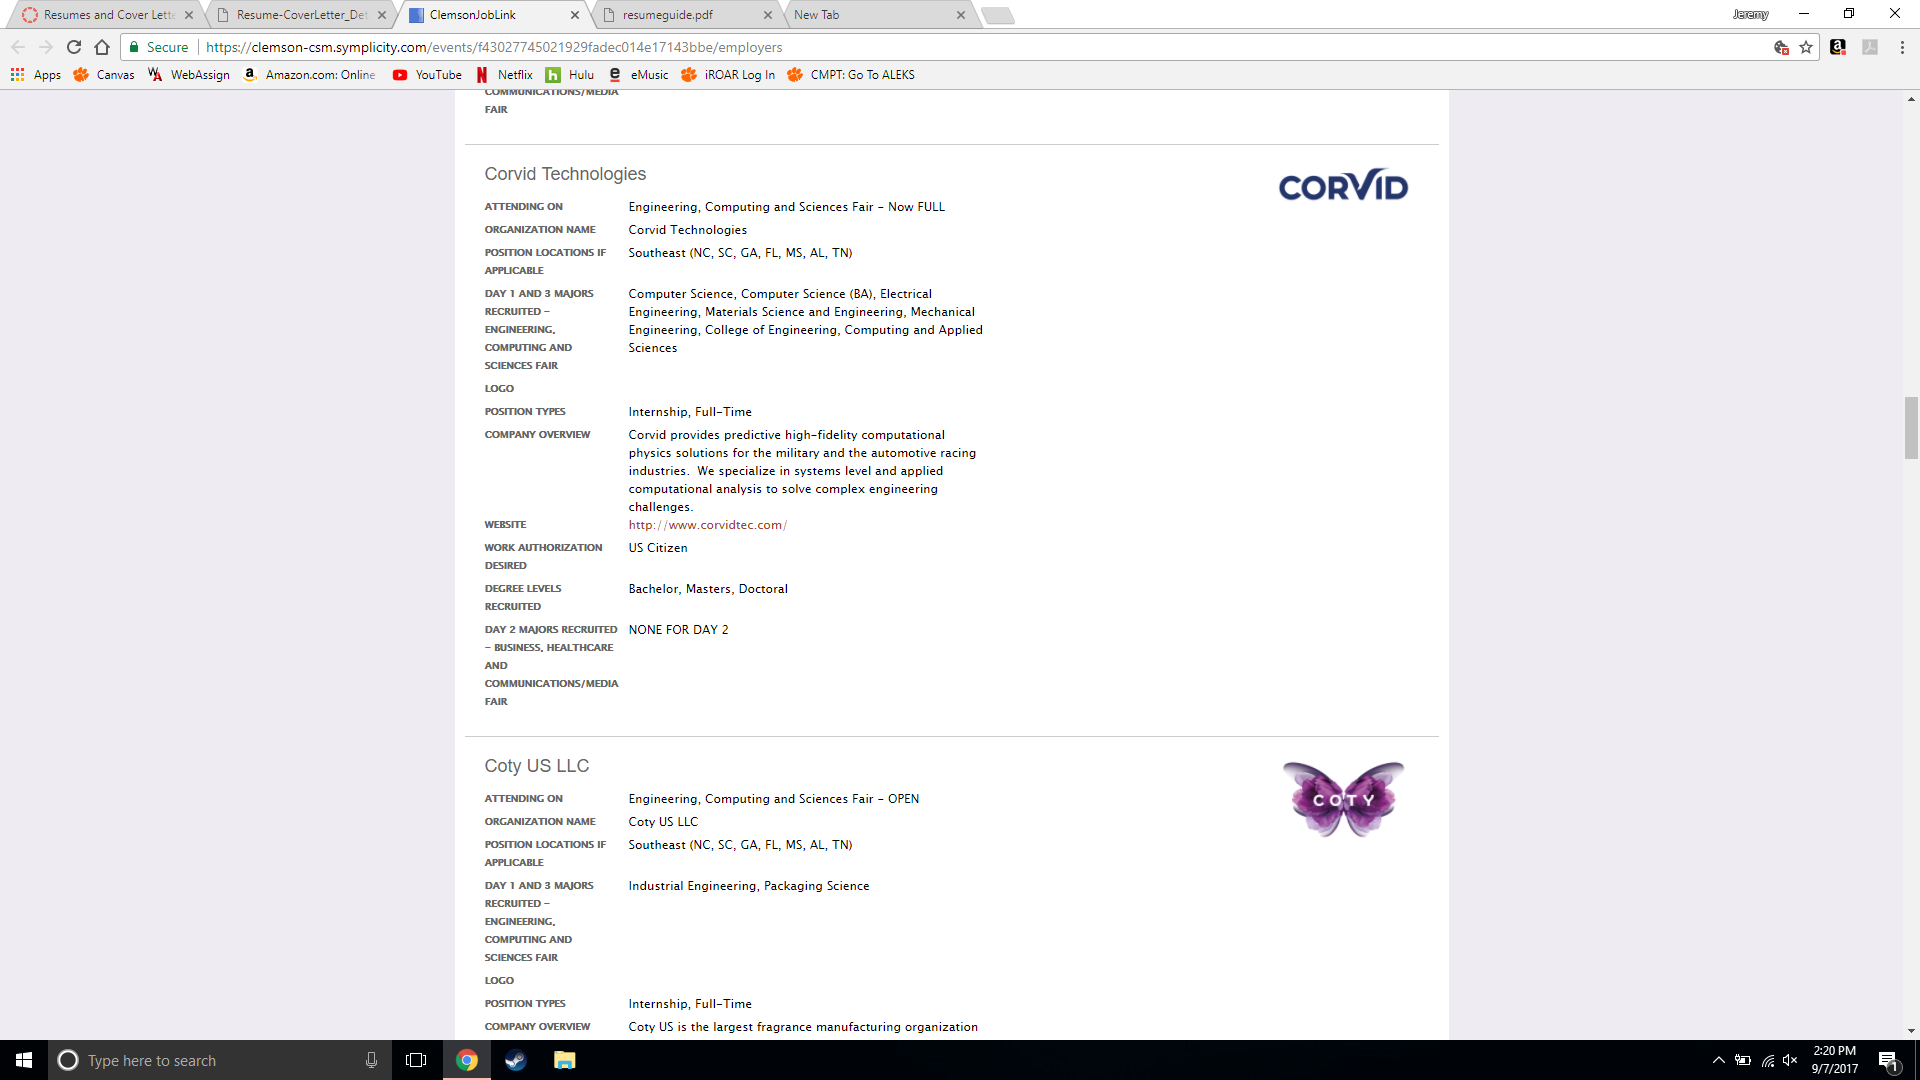 Resumes and Cover Lette
Resume-CoverLetter_Det
ClemsonJobLink
resumeguide.pdf
New Tab
Jeremy
Secure
https://clemson-csm.symplicity.com/events/f43027745021929fadec014e17143bbe/employers
Apps
Canvas
WebAssign
Amazon.com: Online
YouTube
Netflix
Hulu
eMusic
iROAR Log In
CMPT: Go To ALEKS
COMMUNICATIONS/MEDIA
FAIR
Corvid Technologies
CORVID
ATTENDING ON Engineering, Computing and Sciences Fair - Now FULL
ORGANIZATION NAME Corvid Technologies
POSITION LOCATIONS IF Southeast (NC, SC, GA, FL, MS, AL, TN)
APPLICABLE
DAY 1 AND 3 MAJORS Computer Science, Computer Science (BA), Electrical
RECRUITED - Engineering, Materials Science and Engineering, Mechanical
ENGINEERING, Engineering, College of Engineering, Computing and Applied
COMPUTING AND Sciences
SCIENCES FAIR
LOGO
POSITION TYPES Internship, Full-Time
COMPANY OVERVIEW Corvid provides predictive high-fidelity computational
physics solutions for the military and the automotive racing
industries. We specialize in systems level and applied
computational analysis to solve complex engineering
challenges.
WEBSITE http://www.corvidtec.com/
WORK AUTHORIZATION US Citizen
DESIRED
DEGREE LEVELS Bachelor, Masters, Doctoral
RECRUITED
DAY 2 MAJORS RECRUITED NONE FOR DAY 2
- BUSINESS, HEALTHCARE
AND
COMMUNICATIONS/MEDIA
FAIR
Coty US LLC
COTY
ATTENDING ON Engineering, Computing and Sciences Fair - OPEN
ORGANIZATION NAME Coty US LLC
POSITION LOCATIONS IF Southeast (NC, SC, GA, FL, MS, AL, TN)
APPLICABLE
DAY 1 AND 3 MAJORS Industrial Engineering, Packaging Science
RECRUITED -
ENGINEERING,
COMPUTING AND
SCIENCES FAIR
LOGO
POSITION TYPES Internship, Full-Time
COMPANY OVERVIEW Coty US is the largest fragrance manufacturing organization
Type here to search
2:20 PM
9/7/2017
1